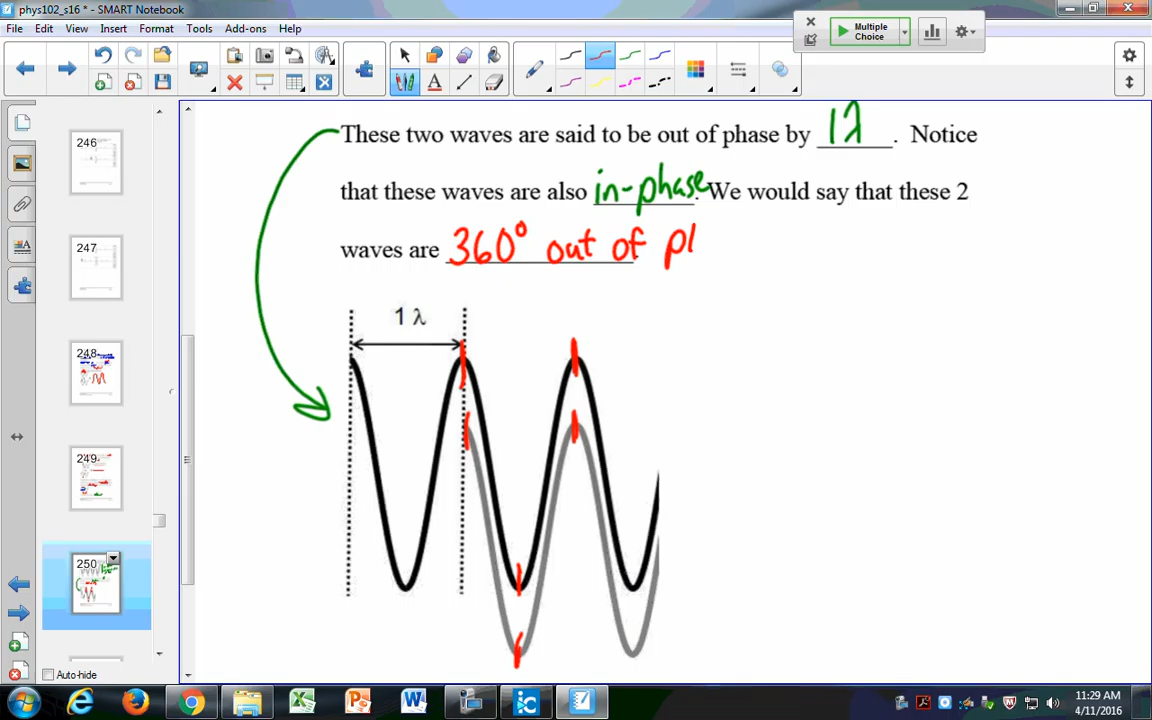 phys102_s16 * - SMART Notebook
File Edit View Insert Format Tools Add-ons Help
Multiple Choice
246
247
248
249
250
Auto-hide
These two waves are said to be out of phase by 1λ. Notice
that these waves are also in-phase. We would say that these 2
waves are 360° out of pl
1 λ
11:29 AM
4/11/2016